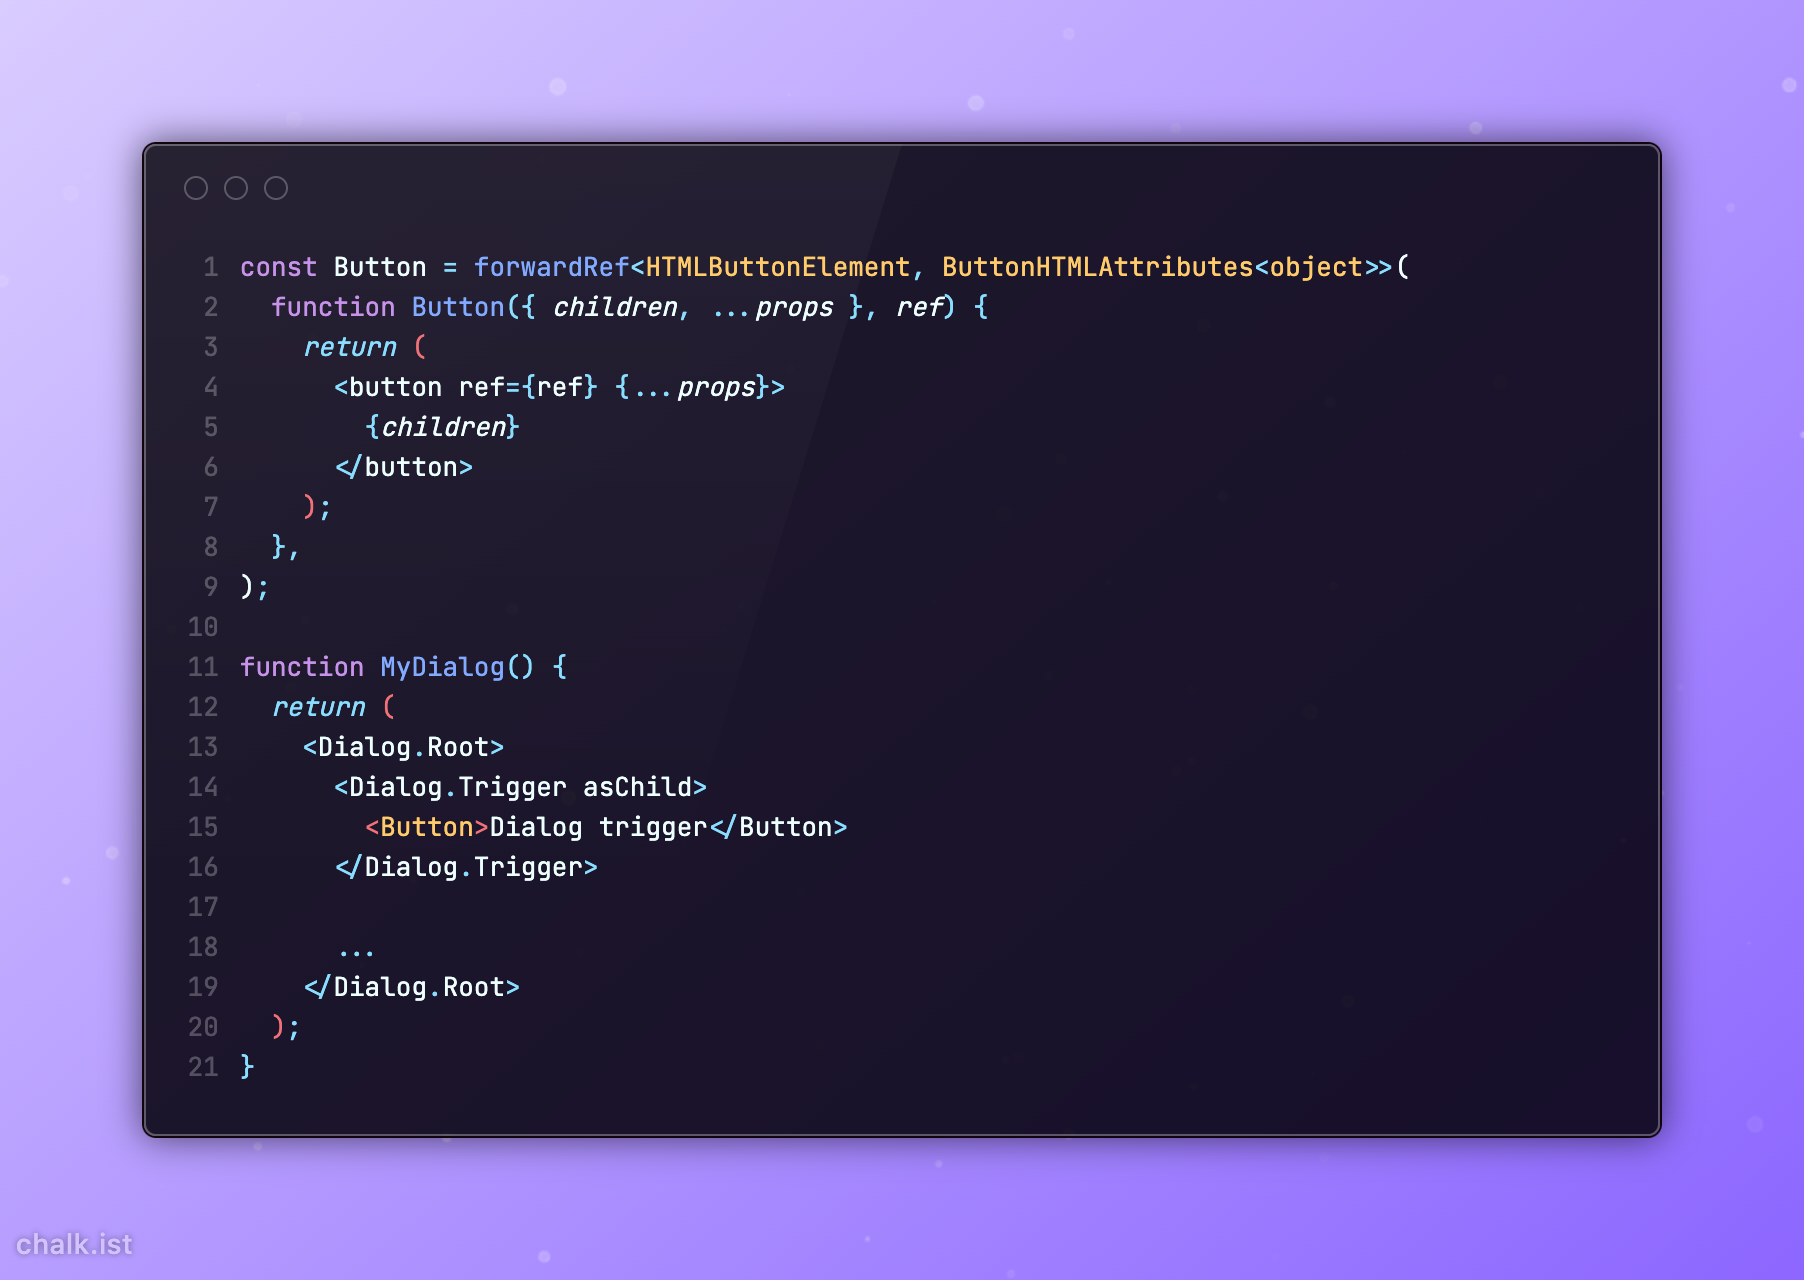 1 const Button = forwardRef<HTMLButtonElement, ButtonHTMLAttributes<object>>(
2   function Button({ children, ...props }, ref) {
3     return (
4       <button ref={ref} {...props}>
5         {children}
6       </button>
7     );
8   },
9 );
10
11 function MyDialog() {
12   return (
13     <Dialog.Root>
14       <Dialog.Trigger asChild>
15         <Button>Dialog trigger</Button>
16       </Dialog.Trigger>
17
18       ...
19     </Dialog.Root>
20   );
21 }
chalk.ist